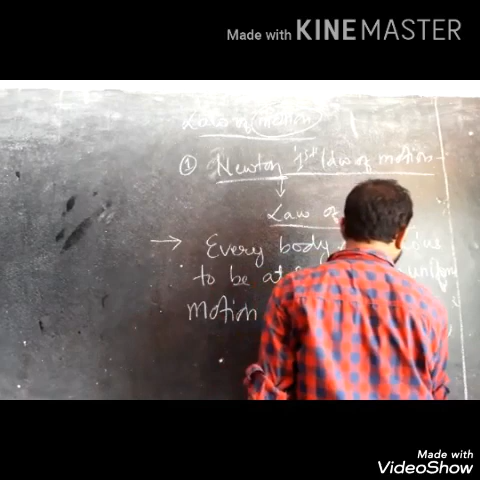 Made with KINEMASTER
Laws of motion
① Newton 1st law of motion
Law of
→ Every body
to be at uniform
motion
Made with
VideoShow